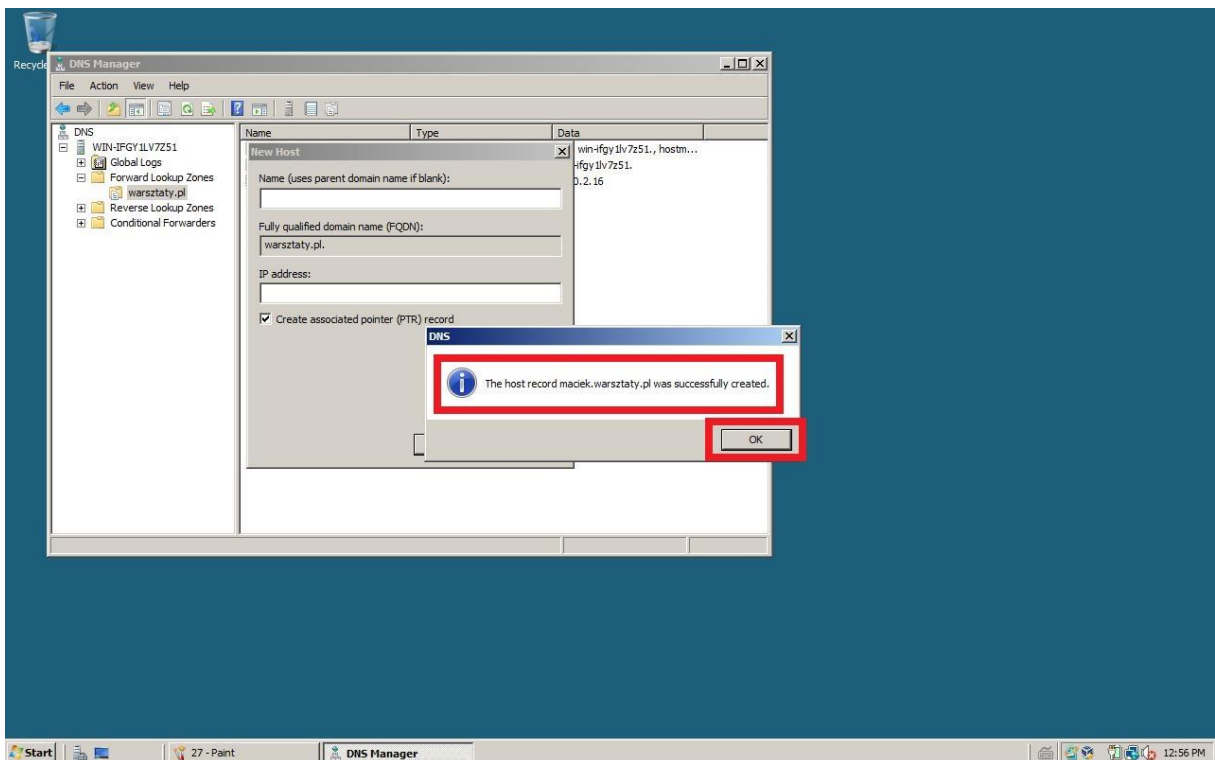 Recycle
DNS Manager
File Action View Help
DNS
WIN-IFGY1LV7Z51
Global Logs
Forward Lookup Zones
warsztaty.pl
Reverse Lookup Zones
Conditional Forwarders
Name Type Data
win-ifgy1lv7z51., hostm...
-ifgy1lv7z51.
0.2.16
New Host
Name (uses parent domain name if blank):
Fully qualified domain name (FQDN):
warsztaty.pl.
IP address:
Create associated pointer (PTR) record
DNS
The host record maciek.warsztaty.pl was successfully created.
OK
Start 27 - Paint DNS Manager 12:56 PM